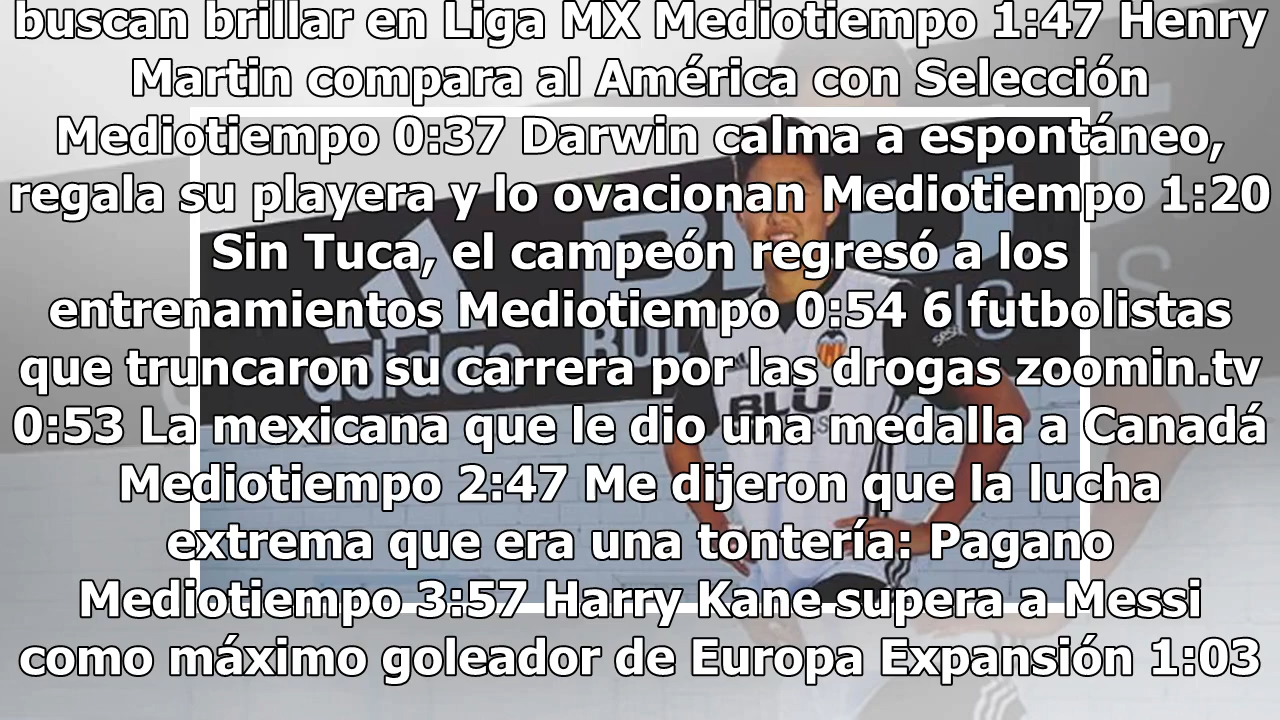 buscan brillar en Liga MX Mediotiempo 1:47 Henry
Martin compara al América con Selección
Mediotiempo 0:37 Darwin calma a espontáneo,
regala su playera y lo ovacionan Mediotiempo 1:20
Sin Tuca, el campeón regresó a los
entrenamientos Mediotiempo 0:54 6 futbolistas
que truncaron su carrera por las drogas zoomin.tv
0:53 La mexicana que le dio una medalla a Canadá
Mediotiempo 2:47 Me dijeron que la lucha
extrema que era una tontería: Pagano
Mediotiempo 3:57 Harry Kane supera a Messi
como máximo goleador de Europa Expansión 1:03
adidas
BLU